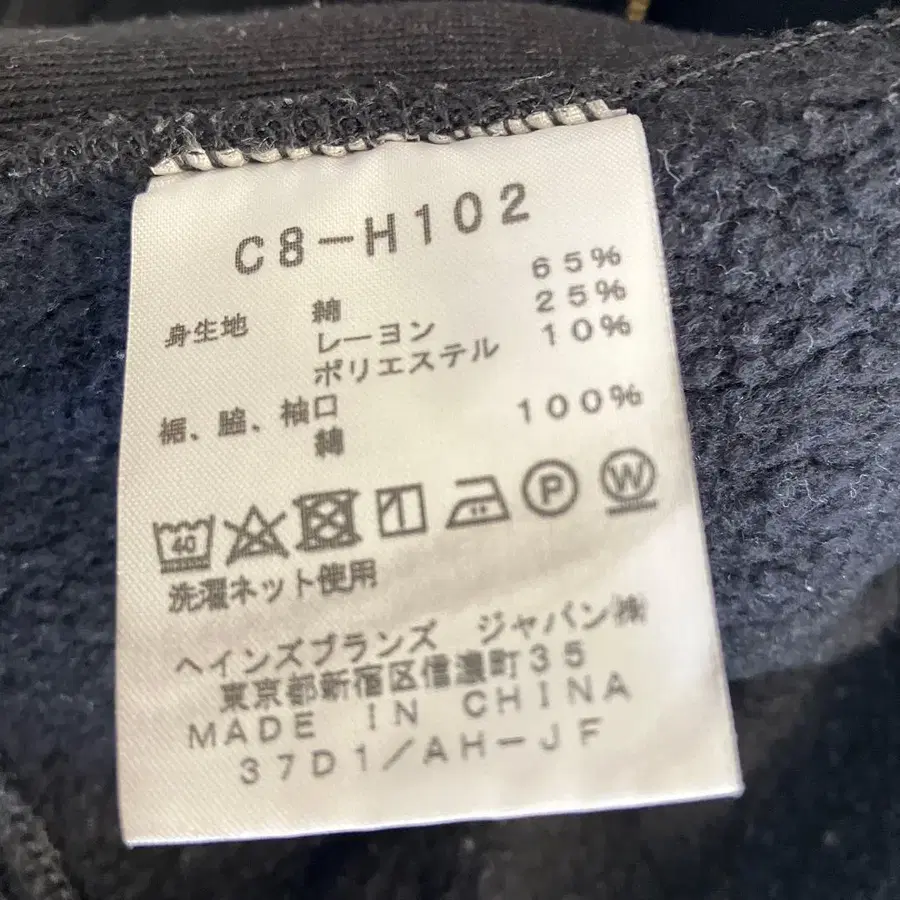 C8-H102
身生地 綿 65%
レーヨン 25%
ポリエステル 10%
裾、脇、袖口
綿 100%
40 P W
洗濯ネット使用
ヘインズブランズ ジャパン㈱
東京都新宿区信濃町35
MADE IN CHINA
37D1/AH-JF